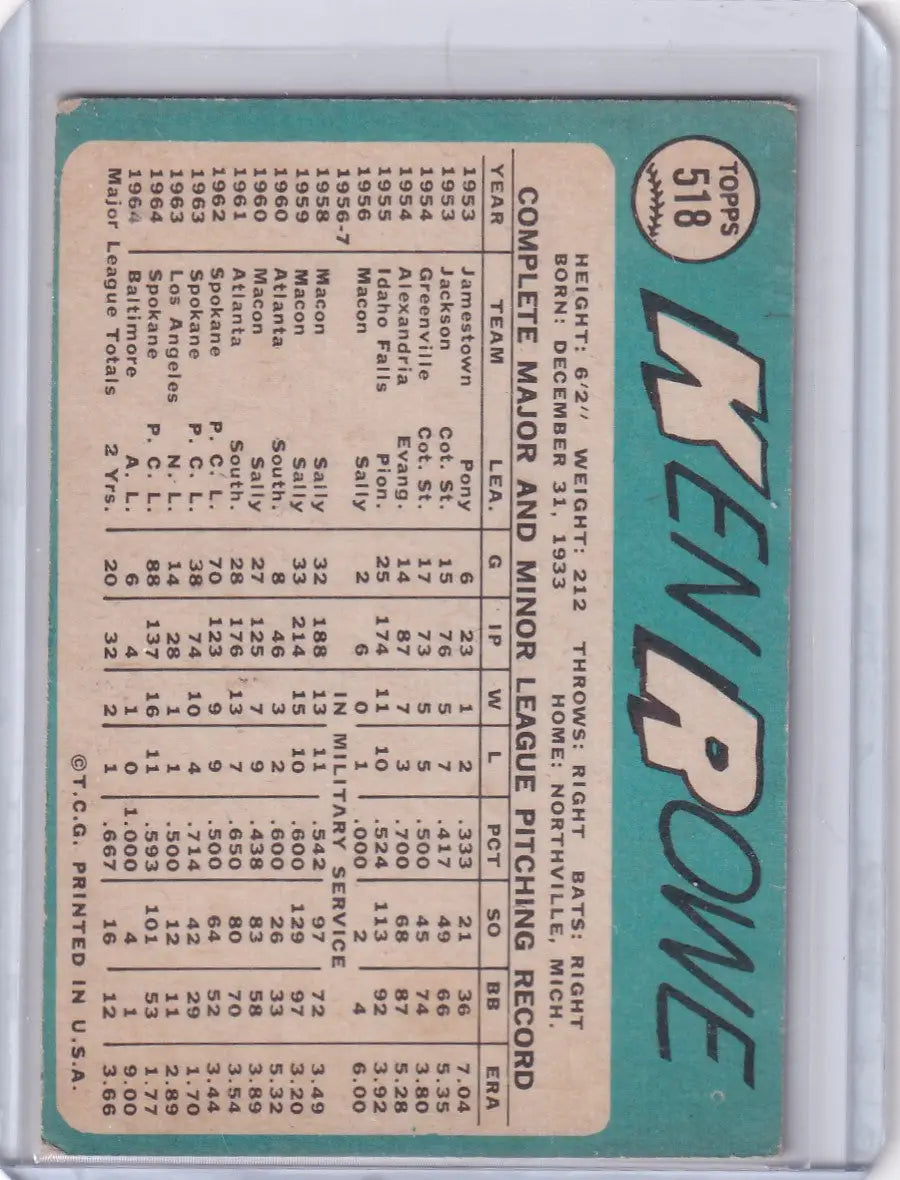 TOPPS
518
KEN ROWE
HEIGHT: 6'2" WEIGHT: 212 THROWS: RIGHT BATS: RIGHT
BORN: DECEMBER 31, 1933 HOME: NORTHVILLE, MICH.
COMPLETE MAJOR AND MINOR LEAGUE PITCHING RECORD
YEAR TEAM LEA. G IP W L PCT SO BB ERA
1953 Jamestown Pony 6 23 1 2 .333 21 36 7.04
1953 Jackson Cot. St. 15 76 5 7 .417 49 66 5.35
1954 Greenville Cot. St. 17 73 5 5 .500 45 74 3.80
1954 Alexandria Evang. 14 87 7 3 .700 68 87 5.28
1955 Idaho Falls Pion. 25 174 11 10 .524 113 92 3.92
1956 Macon Sally 2 6 0 1 .000 2 4 6.00
1956-7 IN MILITARY SERVICE
1958 Macon Sally 32 188 13 11 .542 97 72 3.49
1959 Macon Sally 33 214 15 10 .600 129 97 3.20
1960 Atlanta South. 8 46 3 2 .600 26 33 5.32
1960 Macon Sally 27 125 7 9 .438 83 58 3.89
1961 Atlanta South. 28 176 13 7 .650 80 70 3.54
1962 Spokane P. C. L. 70 123 9 9 .500 64 52 3.44
1963 Spokane P. C. L. 38 74 10 4 .714 42 29 1.70
1963 Los Angeles N. L. 14 28 1 1 .500 12 11 2.89
1964 Spokane P. C. L. 88 137 16 11 .593 101 53 1.77
1964 Baltimore A. L. 6 4 1 0 1.000 4 1 9.00
Major League Totals 2 Yrs. 20 32 2 1 .667 16 12 3.66
©T.C.G. PRINTED IN U.S.A.